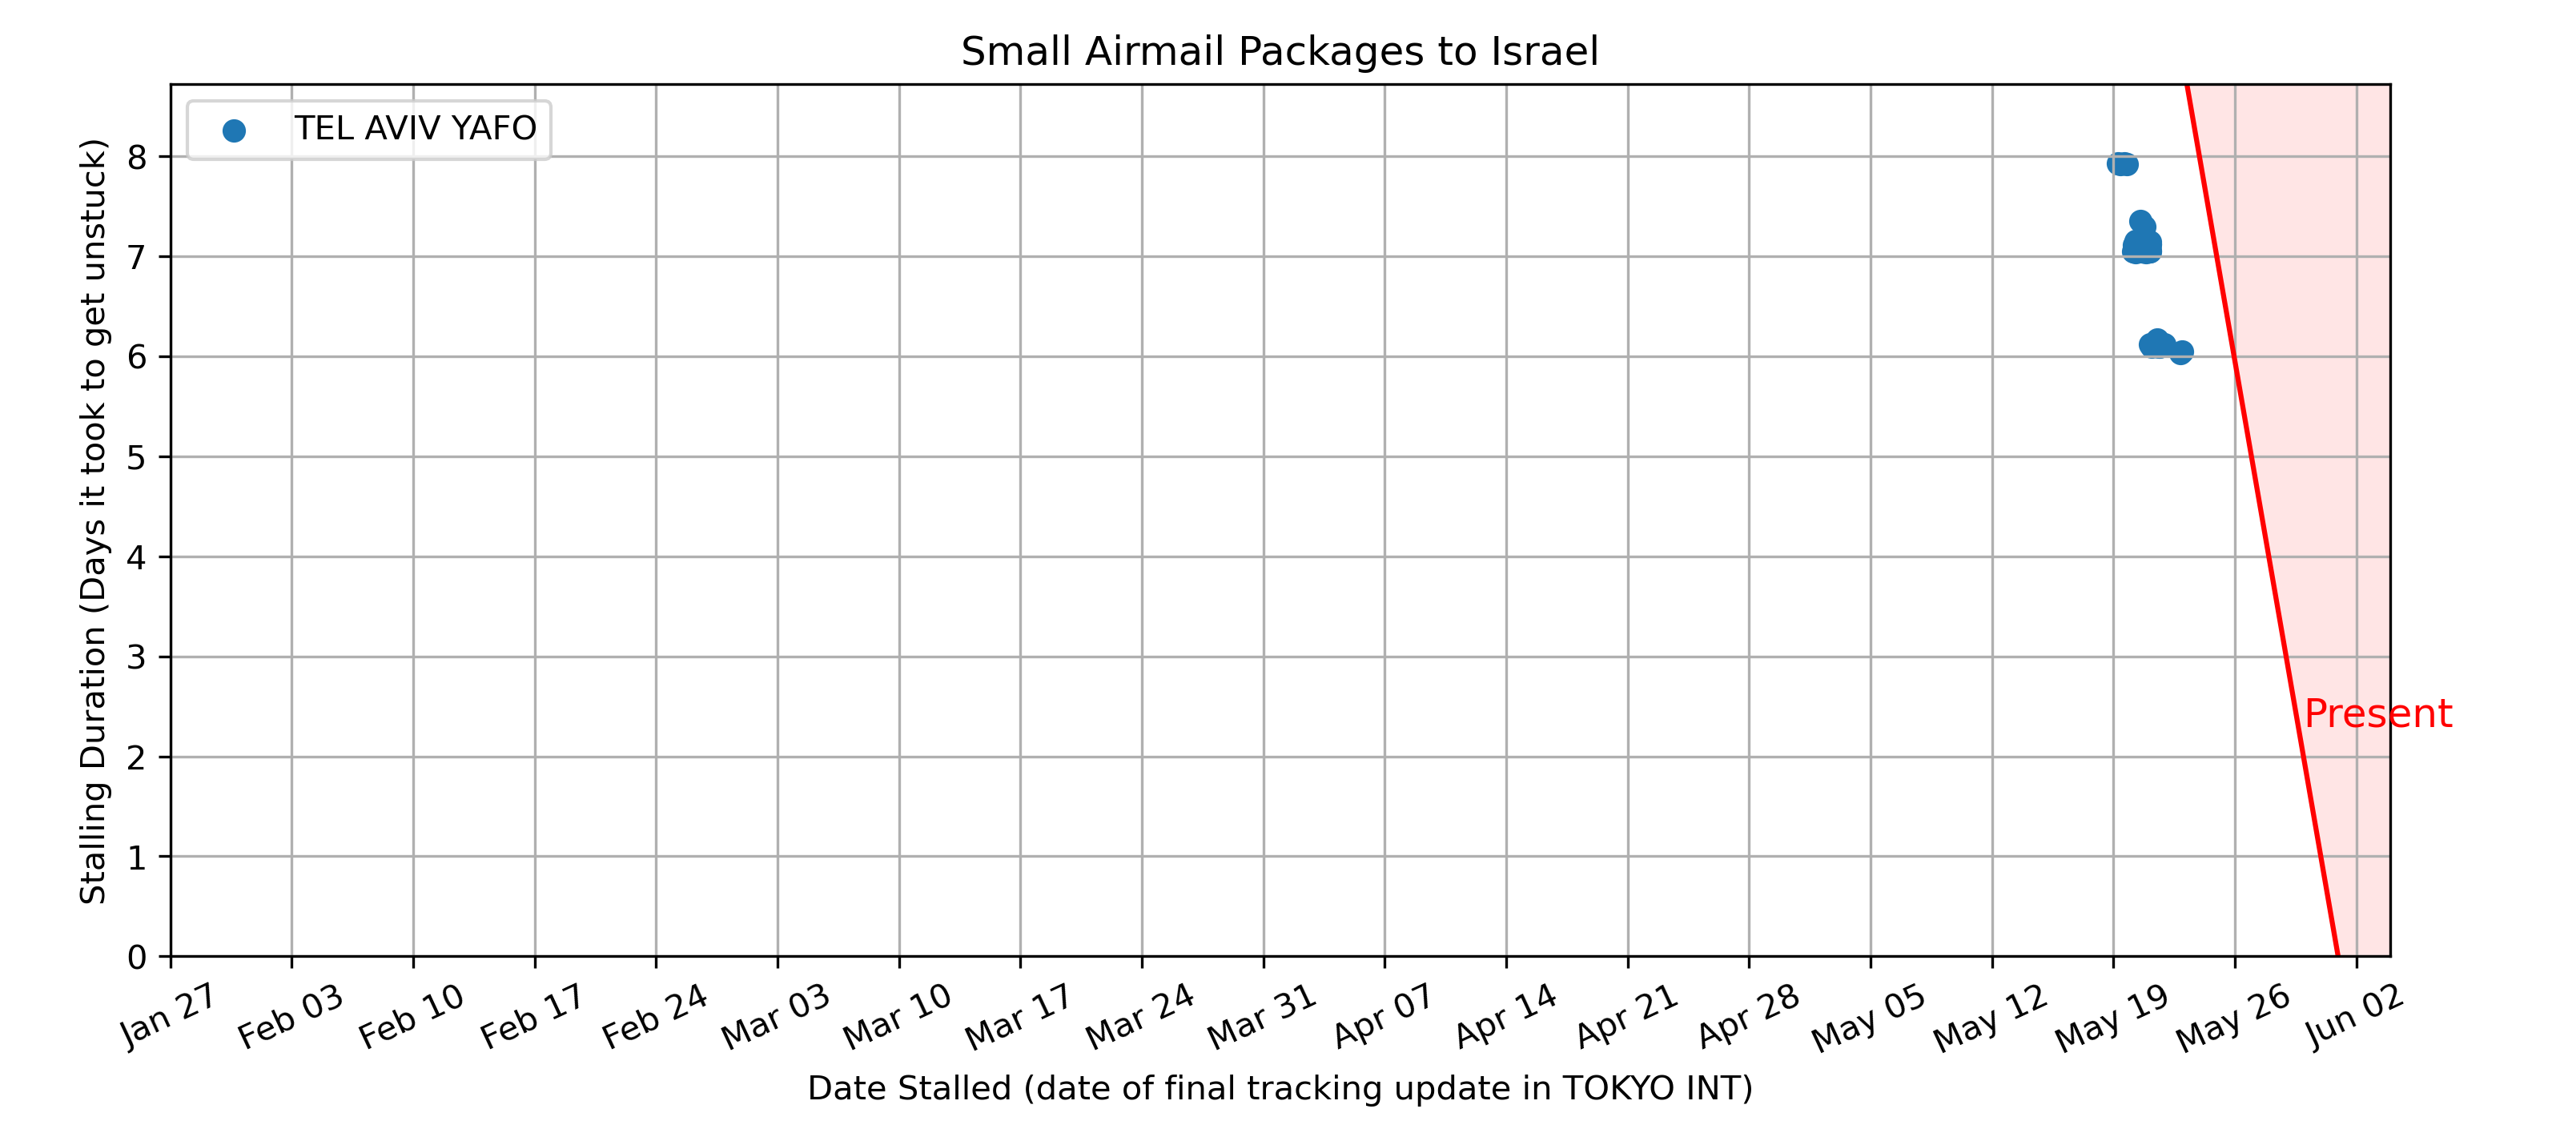 Small Airmail Packages to Israel
TEL AVIV YAFO
Stalling Duration (Days it took to get unstuck)
8
7
6
5
4
3
2
1
0
Present
Jan 27 Feb 03 Feb 10 Feb 17 Feb 24 Mar 03 Mar 10 Mar 17 Mar 24 Mar 31 Apr 07 Apr 14 Apr 21 Apr 28 May 05 May 12 May 19 May 26 Jun 02
Date Stalled (date of final tracking update in TOKYO INT)